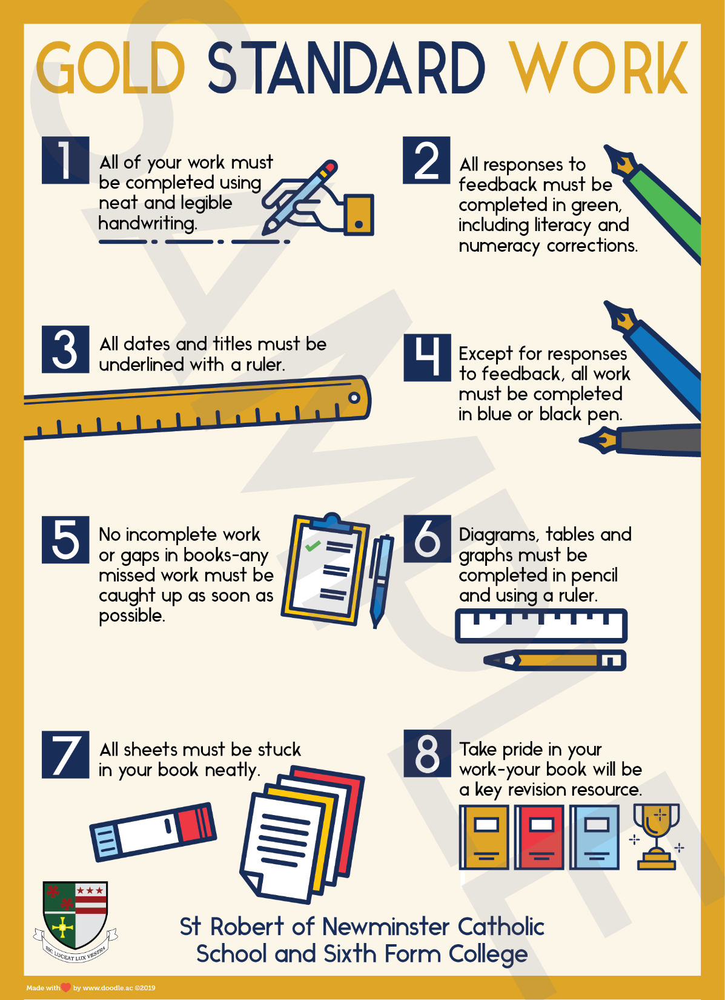 GOLD STANDARD WORK
1
All of your work must
be completed using
neat and legible
handwriting.
2
All responses to
feedback must be
completed in green,
including literacy and
numeracy corrections.
3
All dates and titles must be
underlined with a ruler.
4
Except for responses
to feedback, all work
must be completed
in blue or black pen.
5
No incomplete work
or gaps in books-any
missed work must be
caught up as soon as
possible.
6
Diagrams, tables and
graphs must be
completed in pencil
and using a ruler.
7
All sheets must be stuck
in your book neatly.
8
Take pride in your
work-your book will be
a key revision resource.
SIC LUCEAT LUX VESTRA
St Robert of Newminster Catholic
School and Sixth Form College
Made with by www.doodle.ac ©2019
SAMPLE